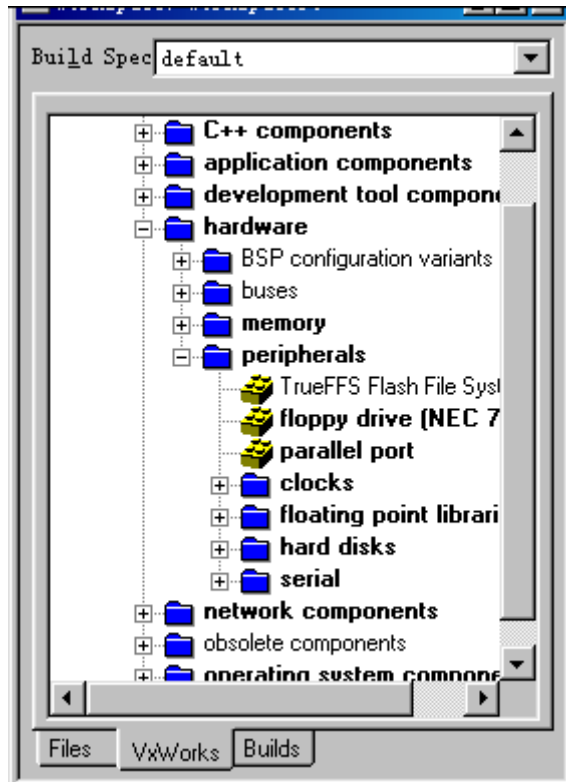 Build Spec default
C++ components
application components
development tool compone
hardware
BSP configuration variants
buses
memory
peripherals
TrueFFS Flash File Syst
floppy drive (NEC 7
parallel port
clocks
floating point librari
hard disks
serial
network components
obsolete components
operating system compone
Files VxWorks Builds